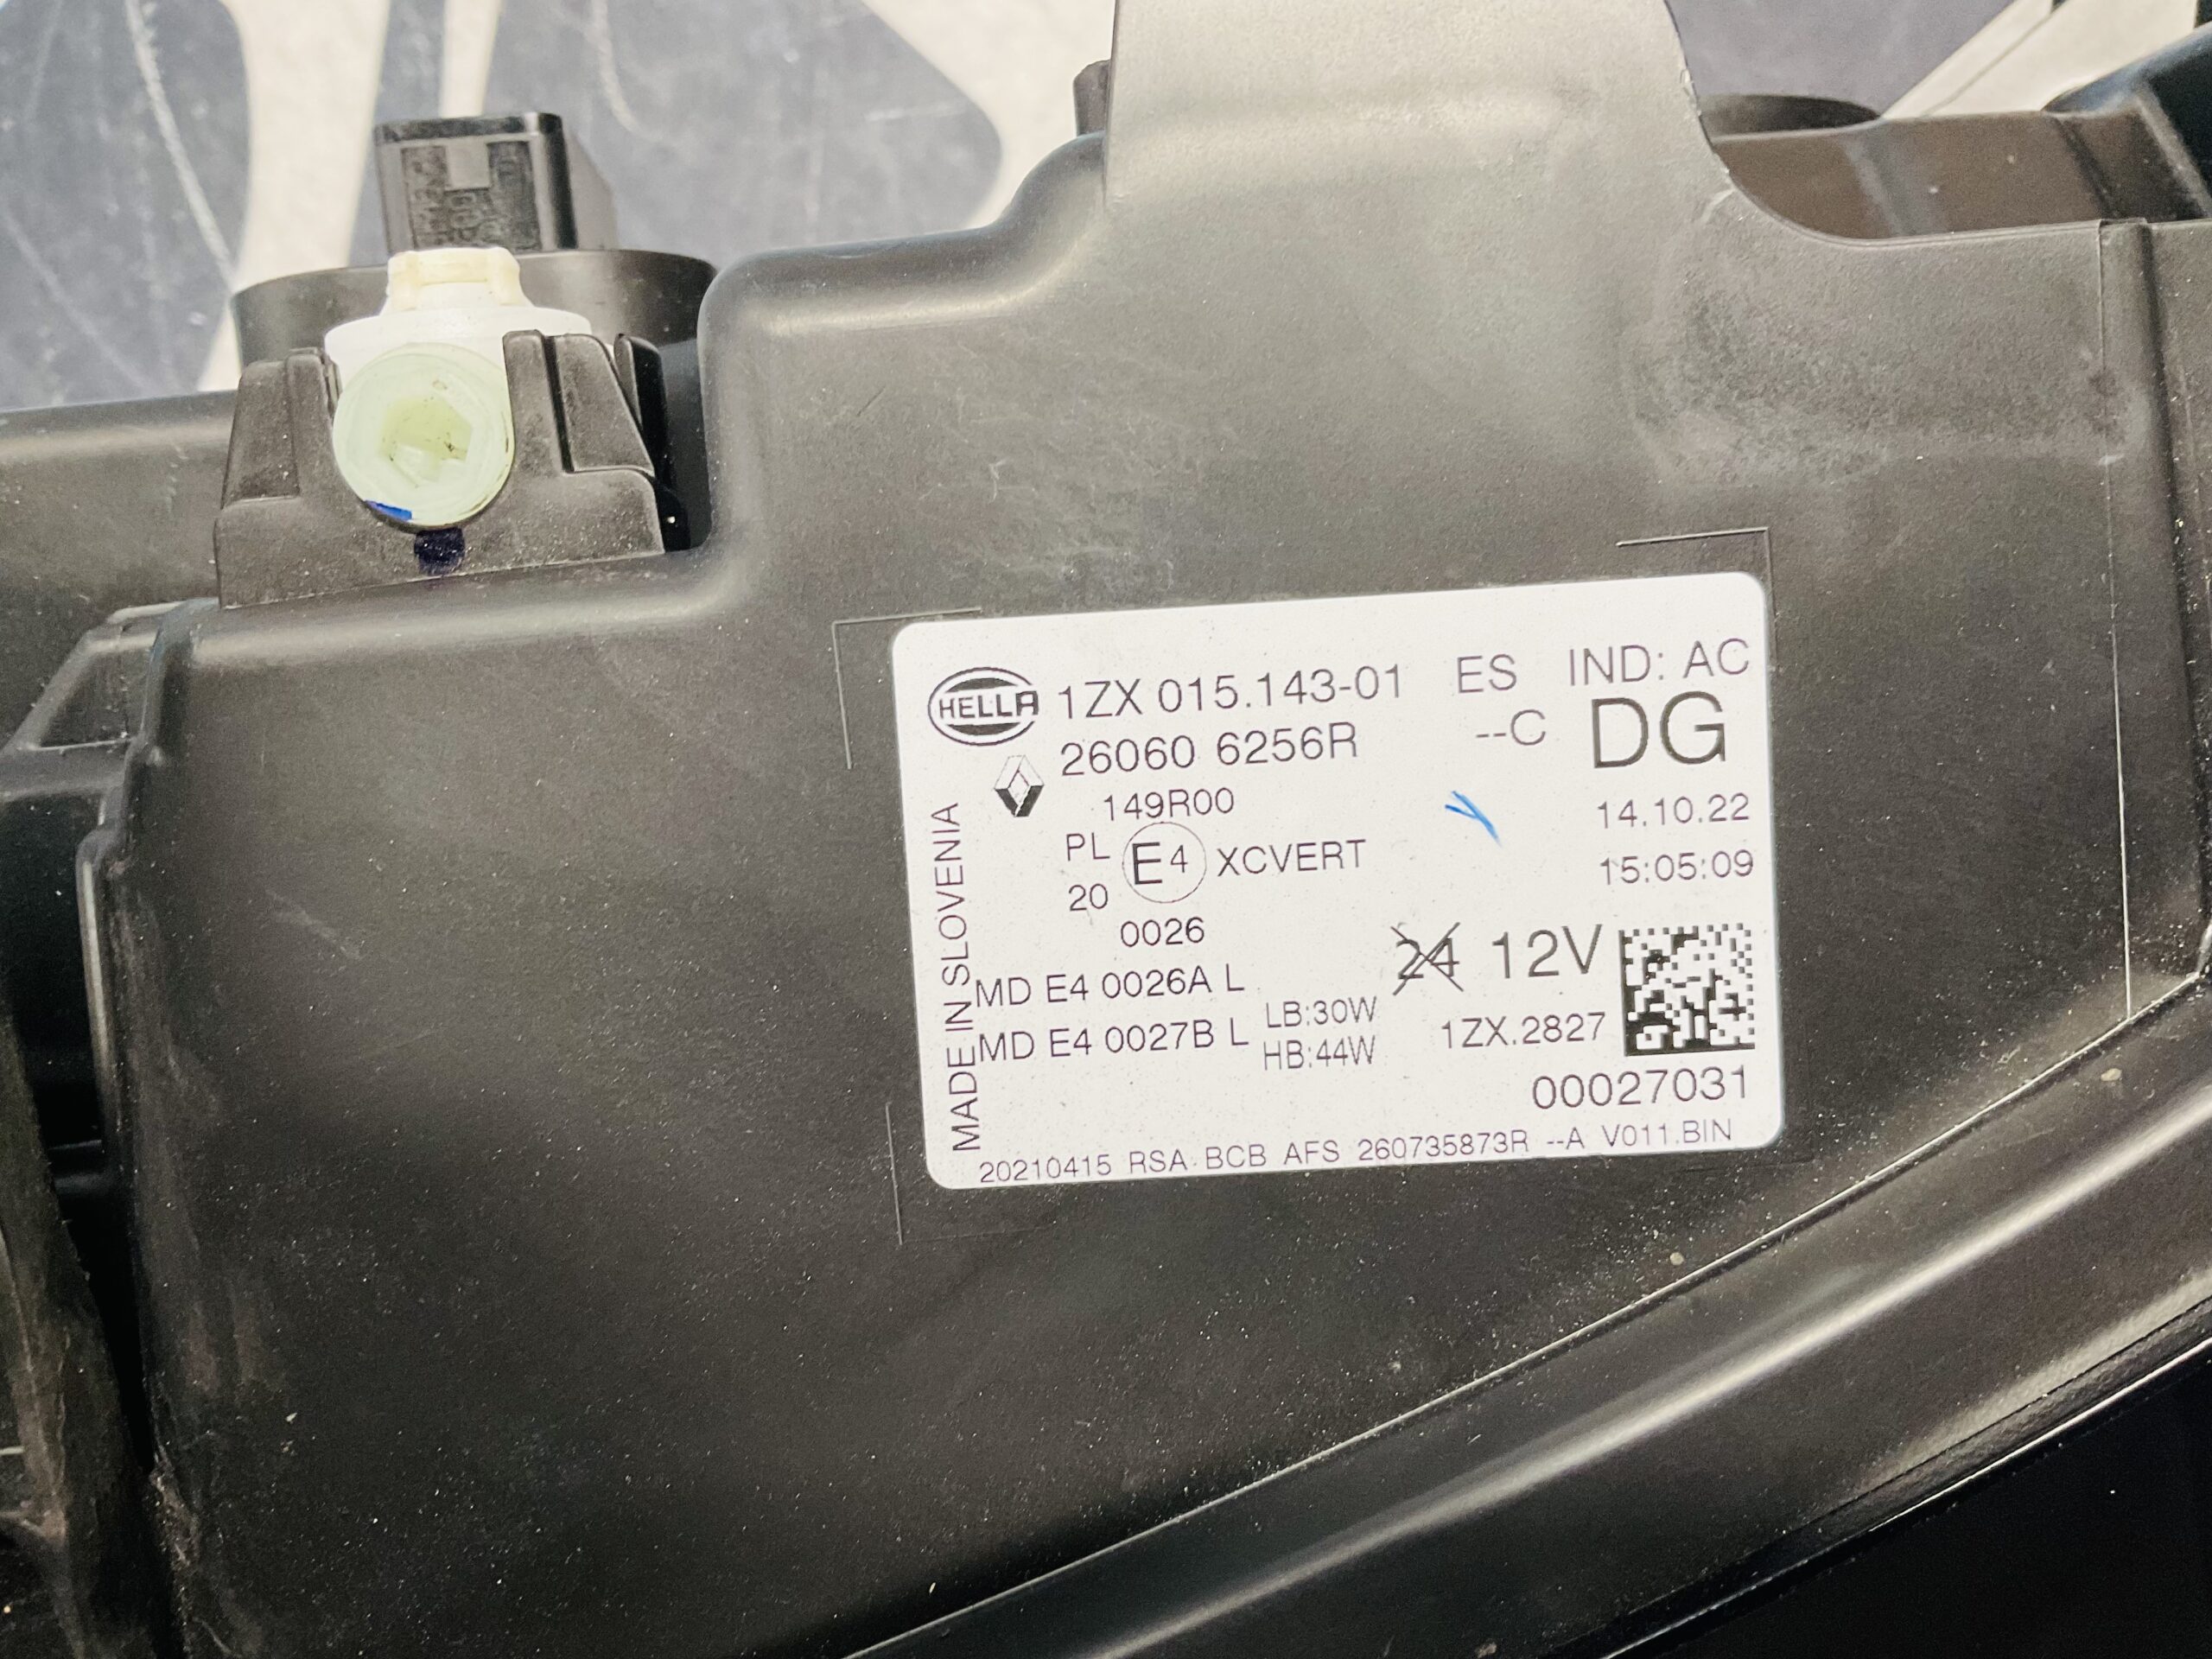 HELLA 1ZX 015.143-01 ES IND: AC
26060 6256R --C DG
149R00 14.10.22
PL E4 XCVERT 15:05:09
20
0026
24 12V
MD E4 0026A L
LB:30W
MD E4 0027B L 1ZX.2827
HB:44W
00027031
20210415 RSA BCB AFS 260735873R --A V011.BIN
MADE IN SLOVENIA